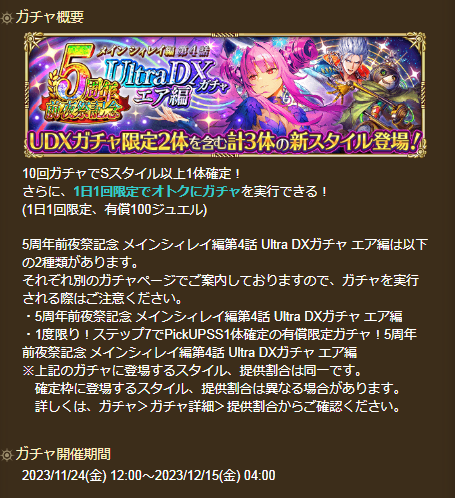 ガチャ概要
メインシィレイ編 第4話
5周年
前夜祭記念
Ultra DX ガチャ
エア編
UDXガチャ限定2体を含む計3体の新スタイル登場!
10回ガチャでSスタイル以上1体確定!
さらに、1日1回限定でオトクにガチャを実行できる!
(1日1回限定、有償100ジュエル)
5周年前夜祭記念 メインシィレイ編第4話 Ultra DXガチャ エア編は以下
の2種類があります。
それぞれ別のガチャページでご案内しておりますので、ガチャを実行
される際はご注意ください。
・5周年前夜祭記念 メインシィレイ編第4話 Ultra DXガチャ エア編
・1度限り!ステップ7でPickUPSS1体確定の有償限定ガチャ!5周年
前夜祭記念 メインシィレイ編第4話 Ultra DXガチャ エア編
※上記のガチャに登場するスタイル、提供割合は同一です。
確定枠に登場するスタイル、提供割合は異なる場合があります。
詳しくは、ガチャ>ガチャ詳細>提供割合からご確認ください。
ガチャ開催期間
2023/11/24(金) 12:00～2023/12/15(金) 04:00